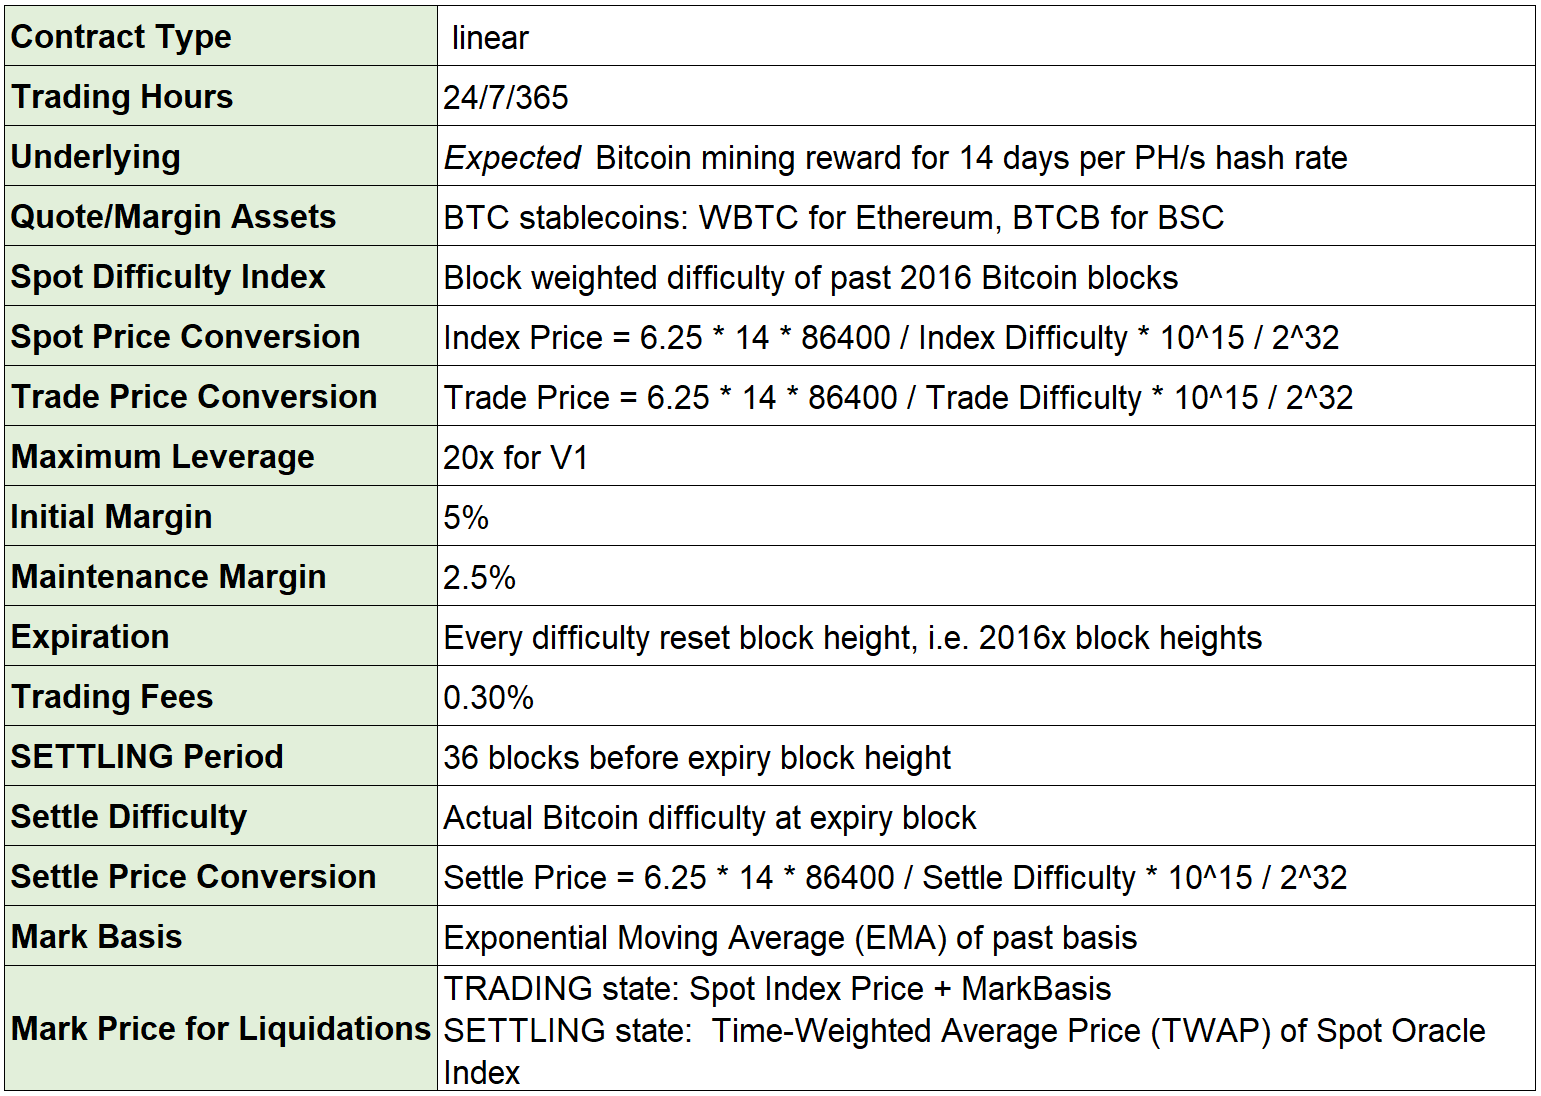 Contract Type linear
Trading Hours 24/7/365
Underlying Expected Bitcoin mining reward for 14 days per PH/s hash rate
Quote/Margin Assets BTC stablecoins: WBTC for Ethereum, BTCB for BSC
Spot Difficulty Index Block weighted difficulty of past 2016 Bitcoin blocks
Spot Price Conversion Index Price = 6.25 * 14 * 86400 / Index Difficulty * 10^15 / 2^32
Trade Price Conversion Trade Price = 6.25 * 14 * 86400 / Trade Difficulty * 10^15 / 2^32
Maximum Leverage 20x for V1
Initial Margin 5%
Maintenance Margin 2.5%
Expiration Every difficulty reset block height, i.e. 2016x block heights
Trading Fees 0.30%
SETTLING Period 36 blocks before expiry block height
Settle Difficulty Actual Bitcoin difficulty at expiry block
Settle Price Conversion Settle Price = 6.25 * 14 * 86400 / Settle Difficulty * 10^15 / 2^32
Mark Basis Exponential Moving Average (EMA) of past basis
Mark Price for Liquidations
TRADING state: Spot Index Price + MarkBasis
SETTLING state: Time-Weighted Average Price (TWAP) of Spot Oracle
Index